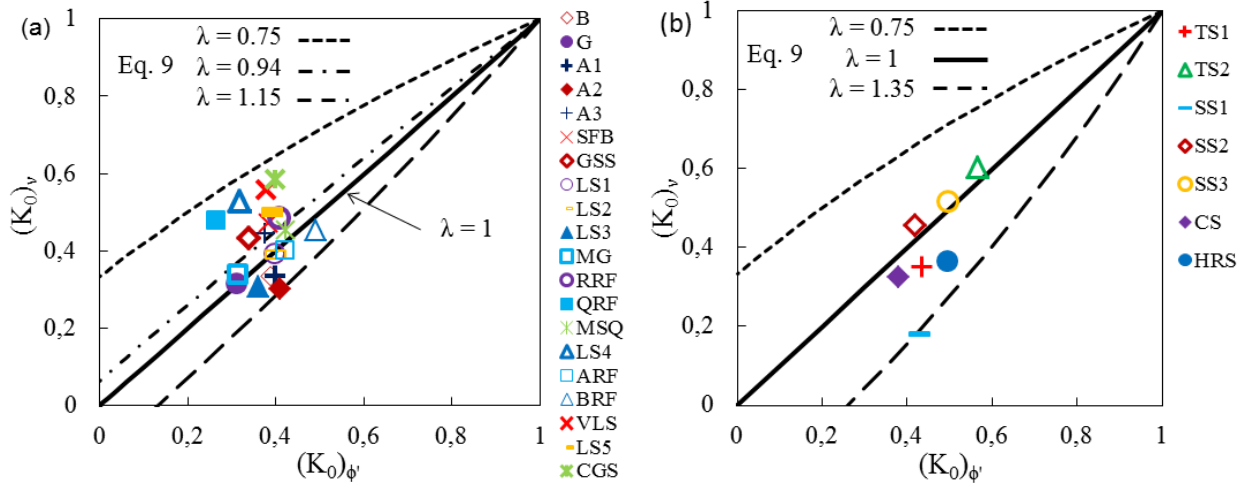 (a)
Eq. 9
λ = 0.75
λ = 0.94
λ = 1.15
λ = 1
(K₀)ᵥ
1
0,8
0,6
0,4
0,2
0
0
0,2
0,4
0,6
0,8
1
(K₀)ϕ'
B
G
A1
A2
A3
SFB
GSS
LS1
LS2
LS3
MG
RRF
QRF
MSQ
LS4
ARF
BRF
VLS
LS5
CGS
(b)
Eq. 9
λ = 0.75
λ = 1
λ = 1.35
(K₀)ᵥ
1
0,8
0,6
0,4
0,2
0
0
0,2
0,4
0,6
0,8
1
(K₀)ϕ'
TS1
TS2
SS1
SS2
SS3
CS
HRS